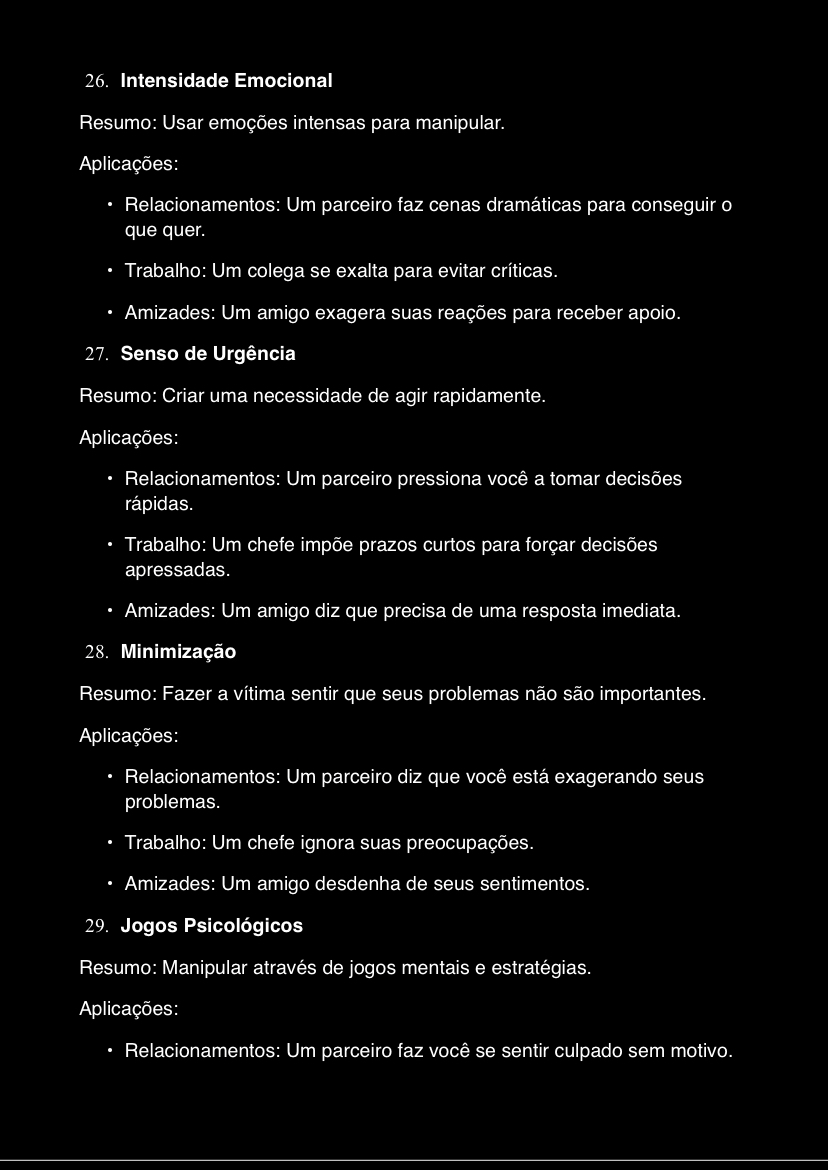 26. Intensidade Emocional
Resumo: Usar emoções intensas para manipular.
Aplicações:
• Relacionamentos: Um parceiro faz cenas dramáticas para conseguir o
que quer.
• Trabalho: Um colega se exalta para evitar críticas.
• Amizades: Um amigo exagera suas reações para receber apoio.
27. Senso de Urgência
Resumo: Criar uma necessidade de agir rapidamente.
Aplicações:
• Relacionamentos: Um parceiro pressiona você a tomar decisões
rápidas.
• Trabalho: Um chefe impõe prazos curtos para forçar decisões
apressadas.
• Amizades: Um amigo diz que precisa de uma resposta imediata.
28. Minimização
Resumo: Fazer a vítima sentir que seus problemas não são importantes.
Aplicações:
• Relacionamentos: Um parceiro diz que você está exagerando seus
problemas.
• Trabalho: Um chefe ignora suas preocupações.
• Amizades: Um amigo desdenha de seus sentimentos.
29. Jogos Psicológicos
Resumo: Manipular através de jogos mentais e estratégias.
Aplicações:
• Relacionamentos: Um parceiro faz você se sentir culpado sem motivo.